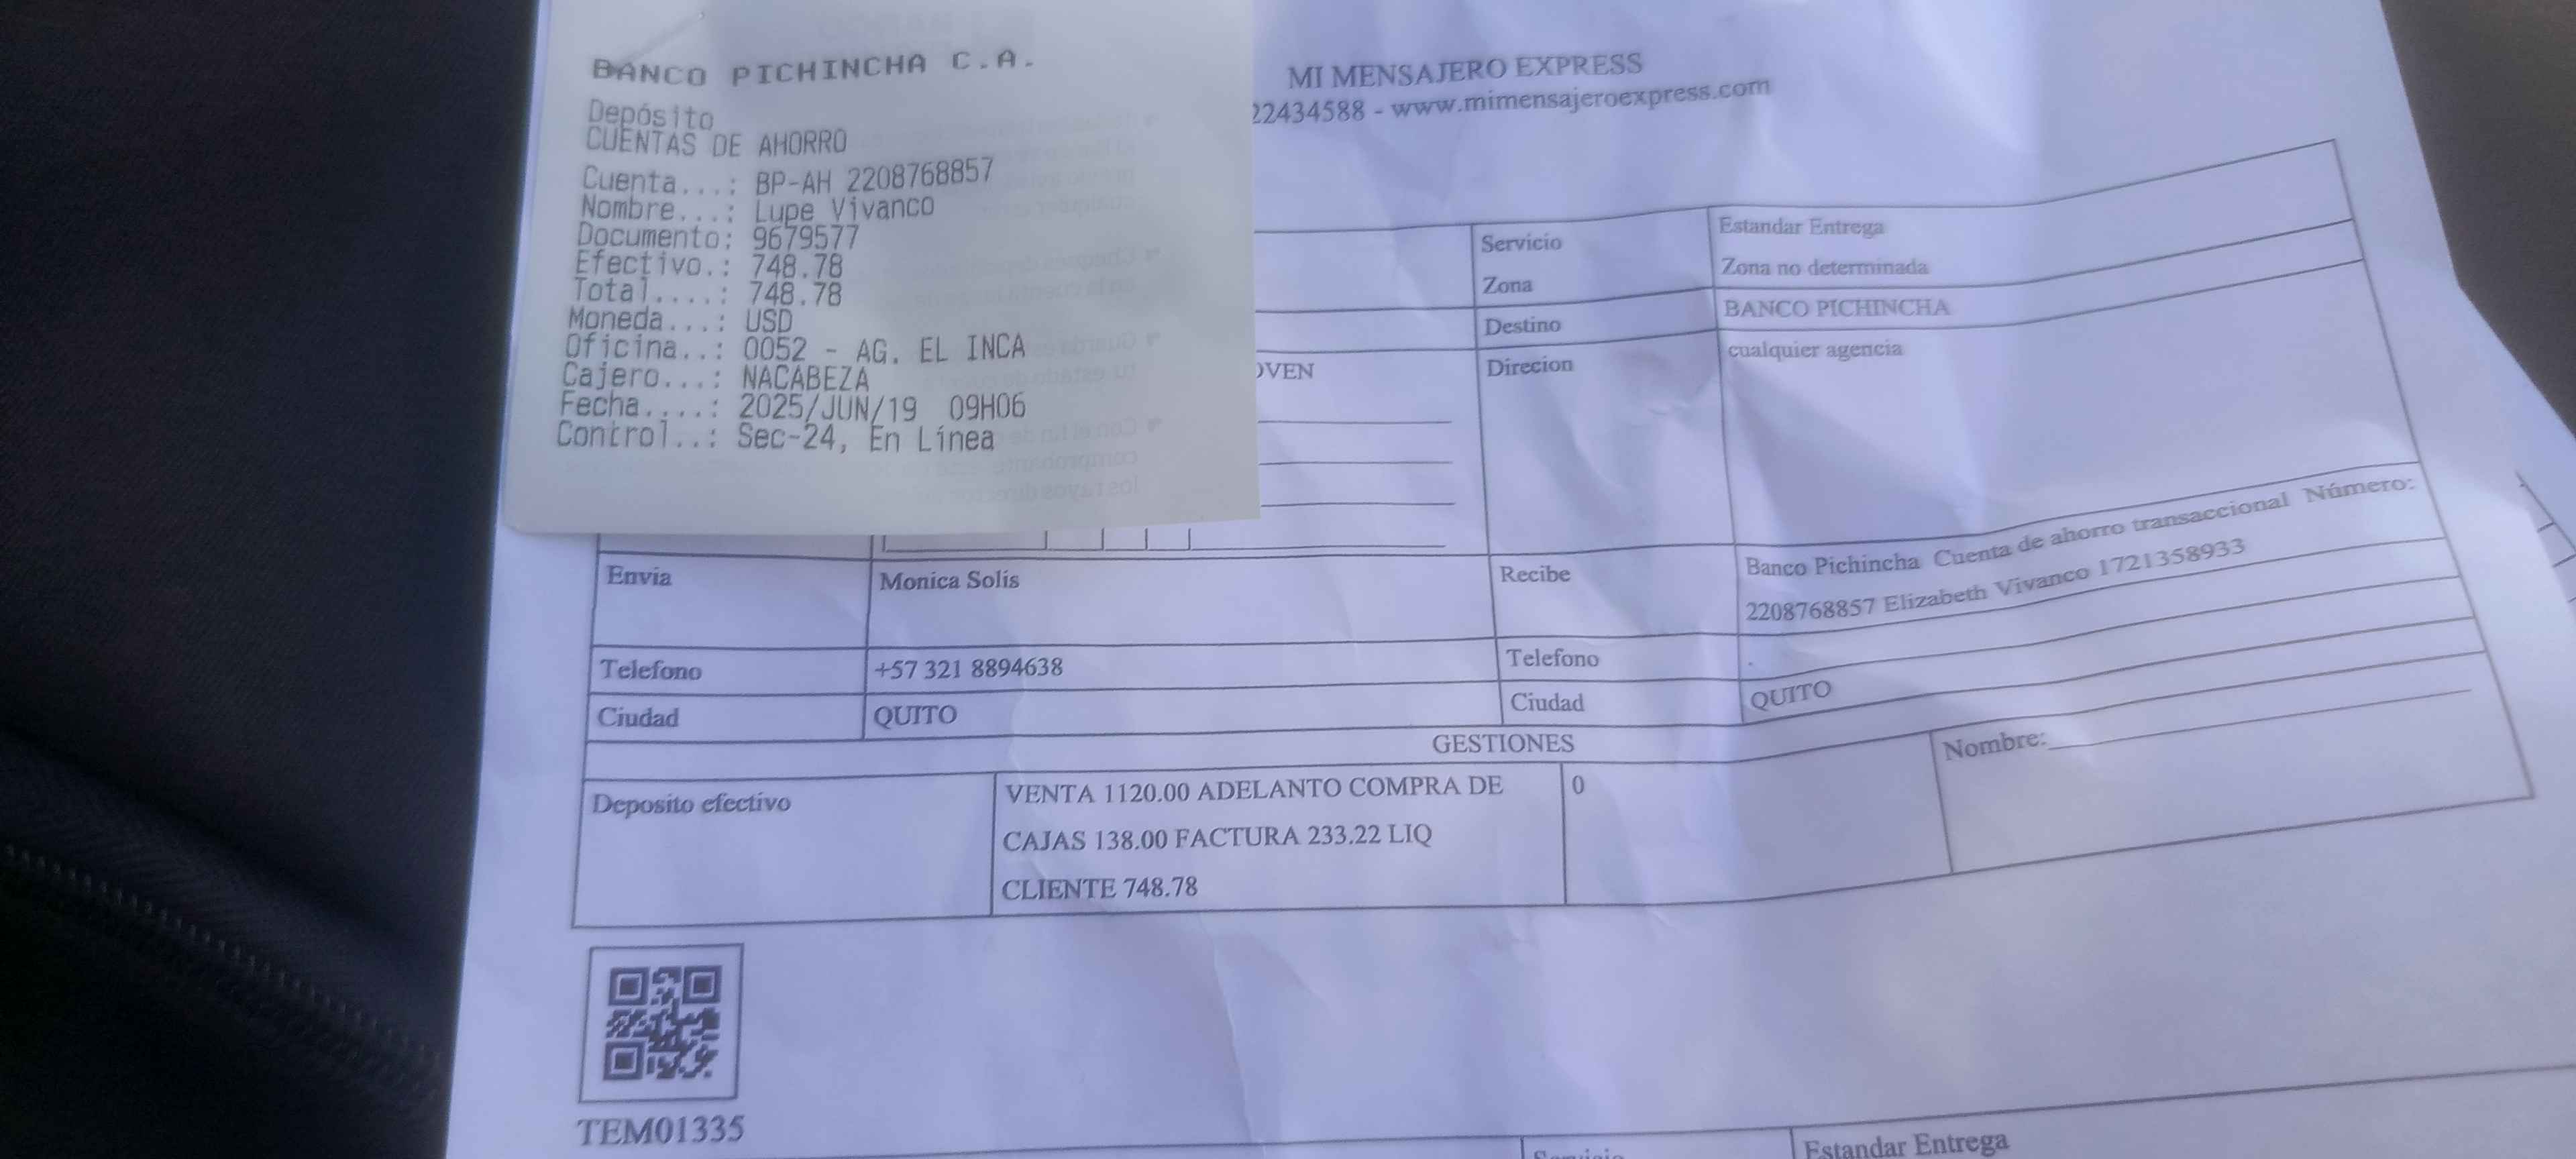 BANCO PICHINCHA C.A.
Depósito
CUENTAS DE AHORRO
Cuenta...: BP-AH 2208768857
Nombre...: Lupe Vivanco
Documento: 9679577
Efectivo.: 748.78
Total....: 748.78
Moneda...: USD
Oficina..: 0052 - AG. EL INCA
Cajero...: NACABEZA
Fecha....: 2025/JUN/19 09H06
Control..: Sec-24, En Línea
MI MENSAJERO EXPRESS
22434588 - www.mimensajeroexpress.com
Servicio
Estandar Entrega
Zona
Zona no determinada
Destino
BANCO PICHINCHA
OVEN
Direcion
cualquier agencia
Envia
Monica Solis
Recibe
Banco Pichincha Cuenta de ahorro transaccional Número:
2208768857 Elizabeth Vivanco 1721358933
Telefono
+57 321 8894638
Telefono
.
Ciudad
QUITO
Ciudad
QUITO
GESTIONES
Deposito efectivo
VENTA 1120.00 ADELANTO COMPRA DE
CAJAS 138.00 FACTURA 233.22 LIQ
CLIENTE 748.78
0
Nombre:
TEM01335
Servicio
Estandar Entrega